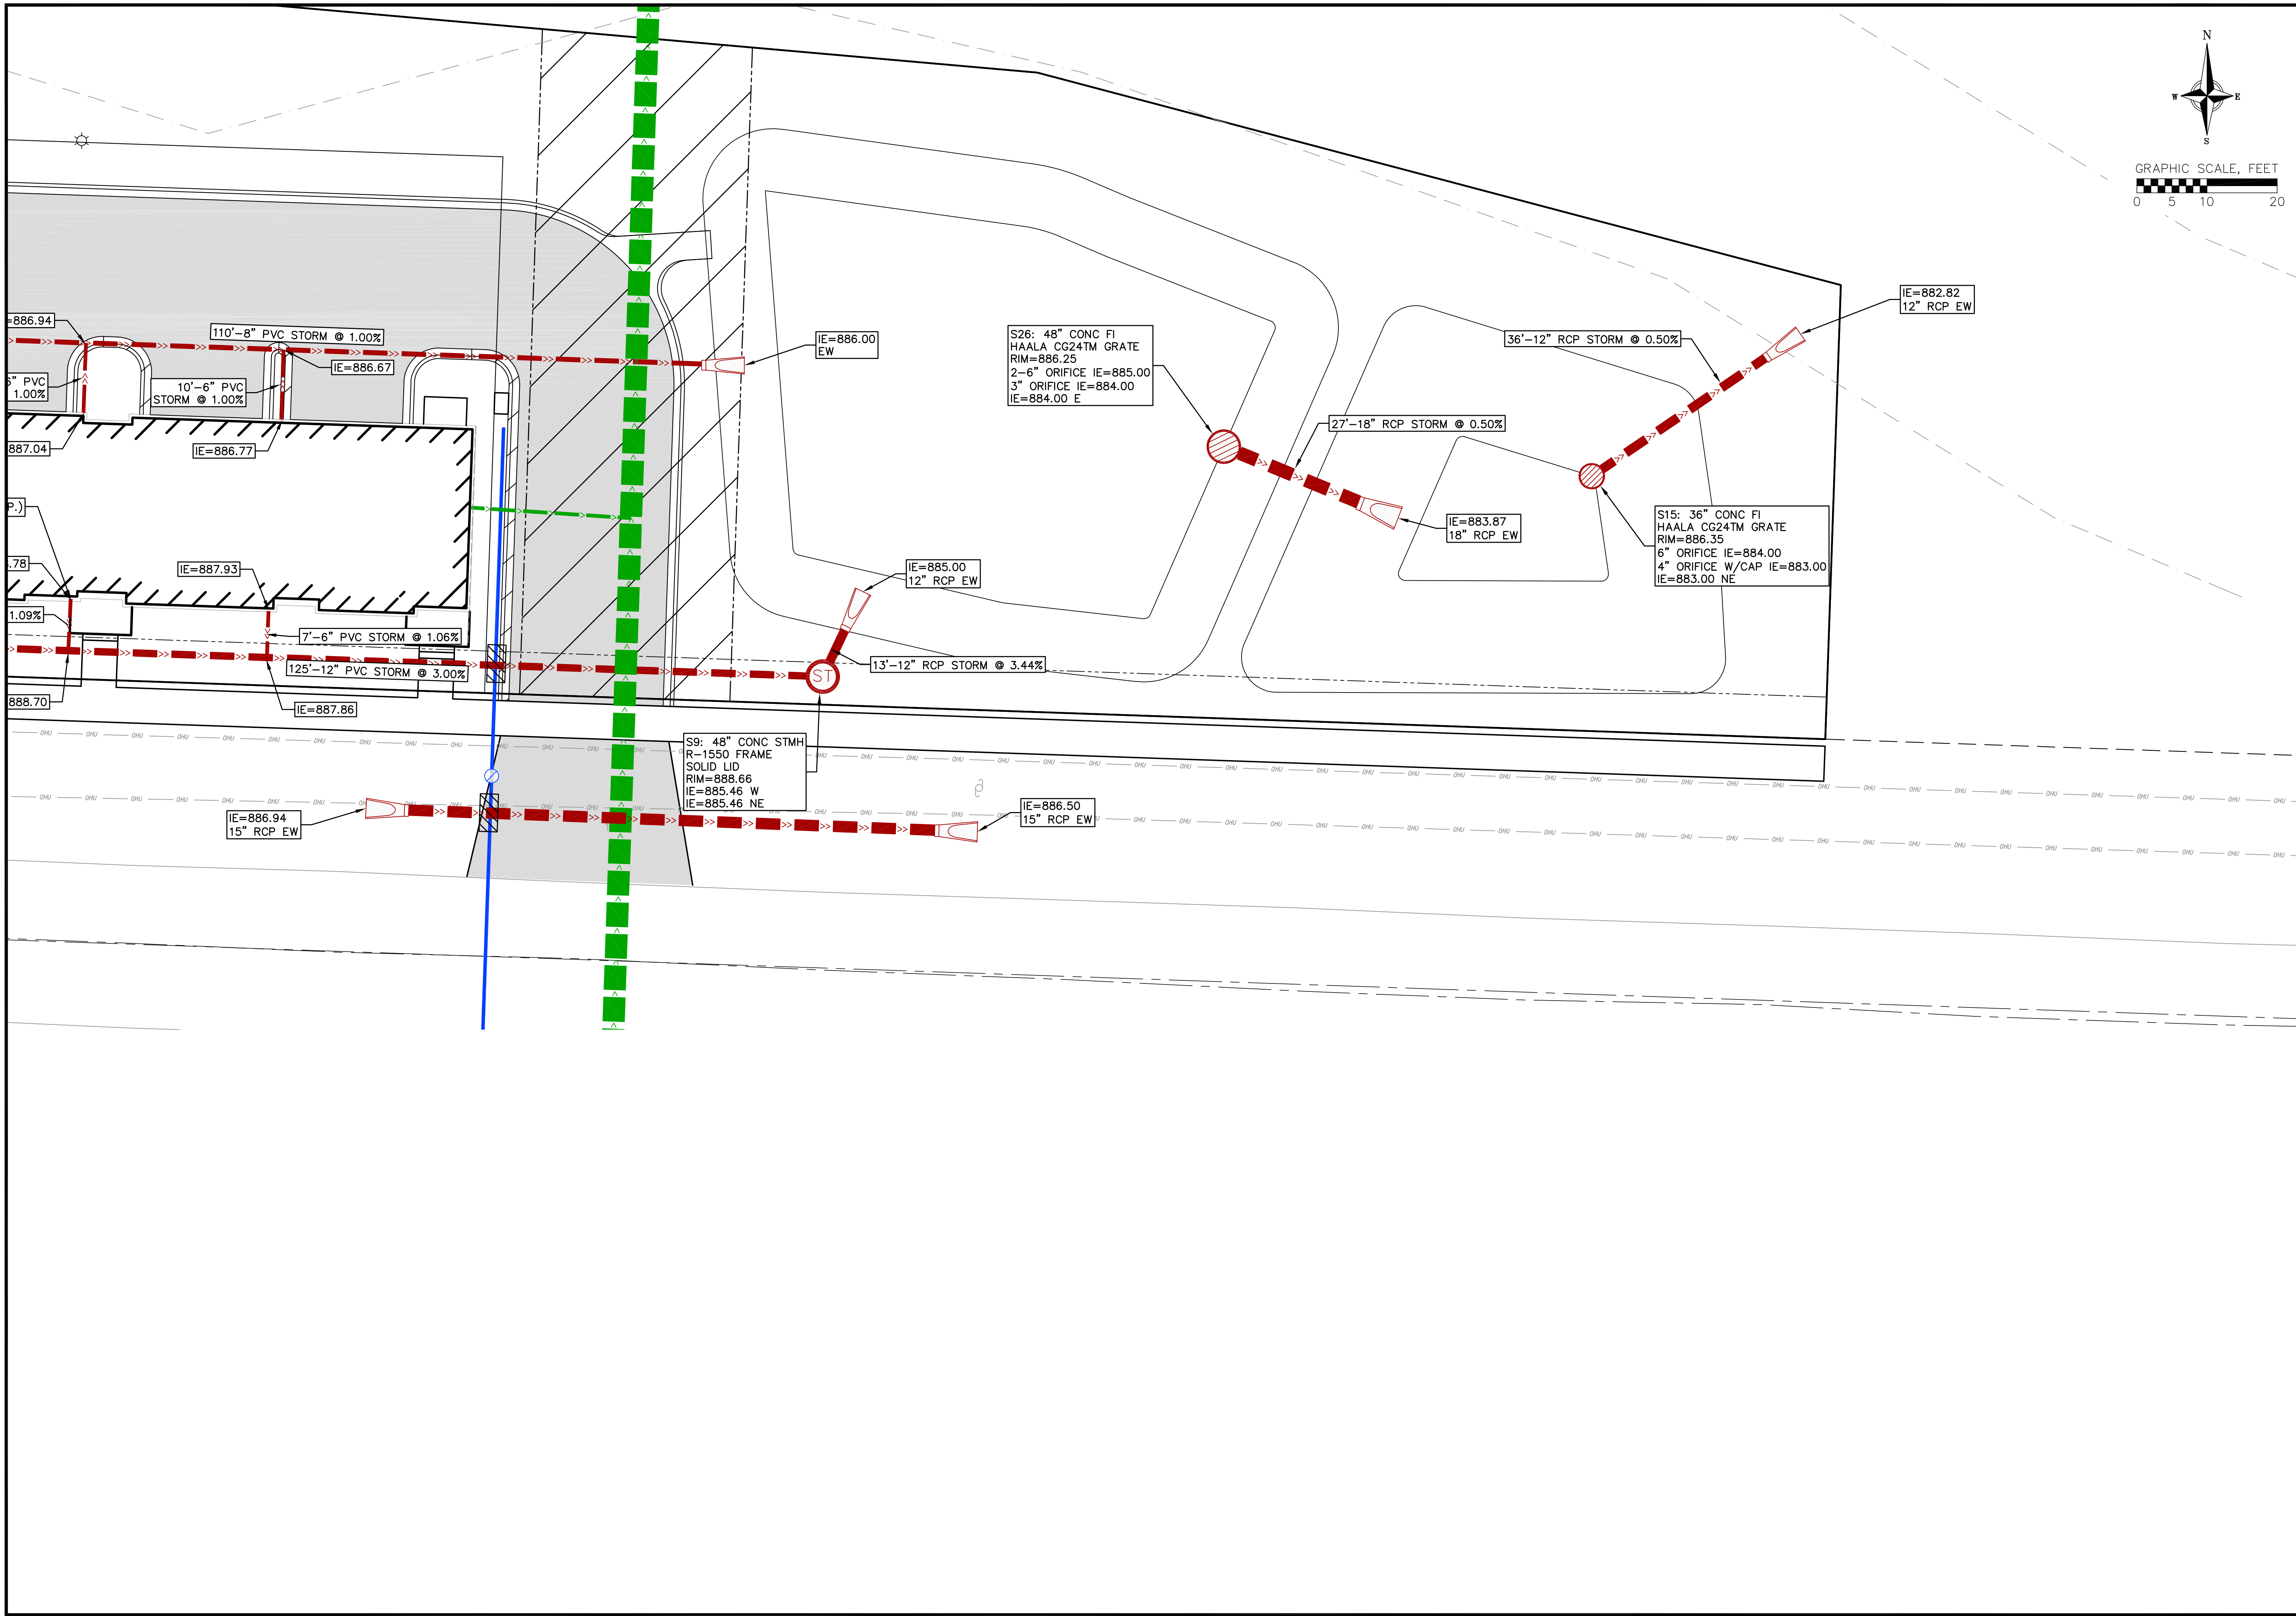 N
W
E
S
GRAPHIC SCALE, FEET
0 5 10 20
IE=882.82
12" RCP EW
=886.94
110'-8" PVC STORM @ 1.00%
IE=886.67
IE=886.00
EW
S26: 48" CONC FI
HAALA CG24TM GRATE
RIM=886.25
2-6" ORIFICE IE=885.00
3" ORIFICE IE=884.00
IE=884.00 E
36'-12" RCP STORM @ 0.50%
6" PVC
1.00%
10'-6" PVC
STORM @ 1.00%
887.04
IE=886.77
27'-18" RCP STORM @ 0.50%
P.)
IE=883.87
18" RCP EW
S15: 36" CONC FI
HAALA CG24TM GRATE
RIM=886.35
6" ORIFICE IE=884.00
4" ORIFICE W/CAP IE=883.00
IE=883.00 NE
.78
IE=887.93
IE=885.00
12" RCP EW
1.09%
7'-6" PVC STORM @ 1.06%
125'-12" PVC STORM @ 3.00%
13'-12" RCP STORM @ 3.44%
ST
888.70
IE=887.86
S9: 48" CONC STMH
R-1550 FRAME
SOLID LID
RIM=888.66
IE=885.46 W
IE=885.46 NE
OHU
OHU
IE=886.94
15" RCP EW
IE=886.50
15" RCP EW